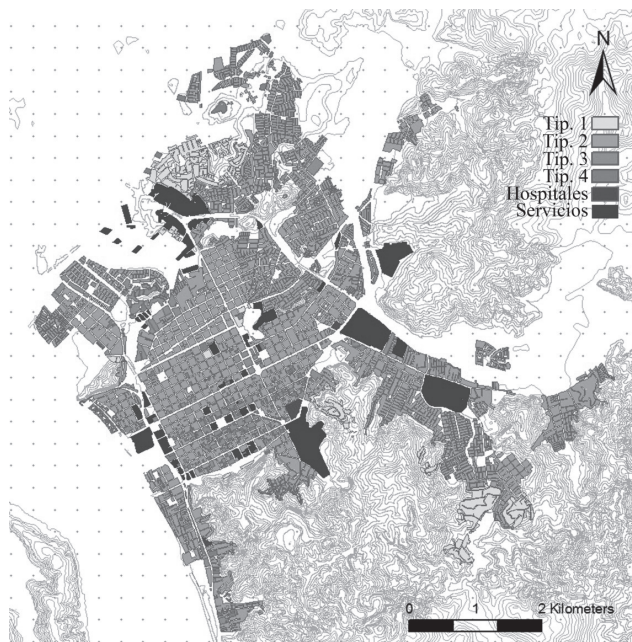 N
Tip. 1
Tip. 2
Tip. 3
Tip. 4
Hospitales
Servicios
0 1 2 Kilometers